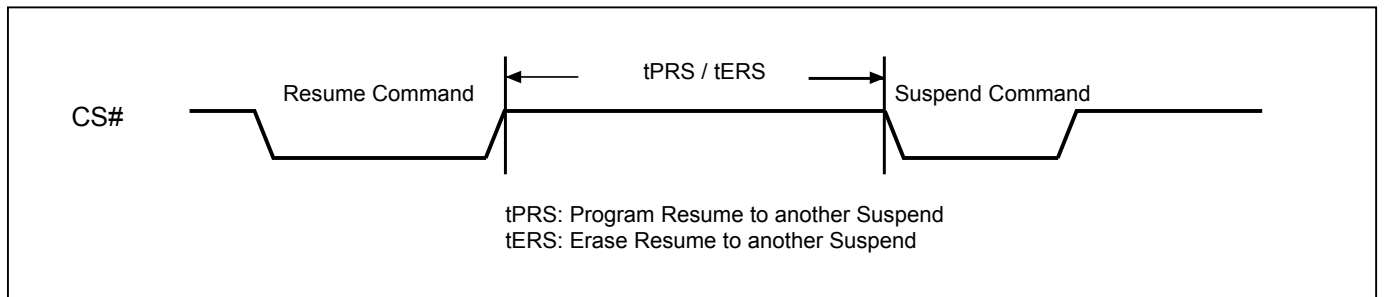 tPRS / tERS
Resume Command
Suspend Command
CS#
tPRS: Program Resume to another Suspend
tERS: Erase Resume to another Suspend